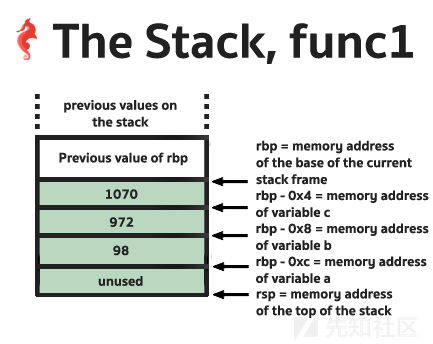 The Stack, func1
previous values on
the stack
Previous value of rbp
1070
972
98
unused
rbp = memory address
of the base of the current
stack frame
rbp - 0x4 = memory address
of variable c
rbp - 0x8 = memory address
of variable b
rbp - 0xc = memory address
of variable a
rsp = memory address
of the top of the stack
先知社区